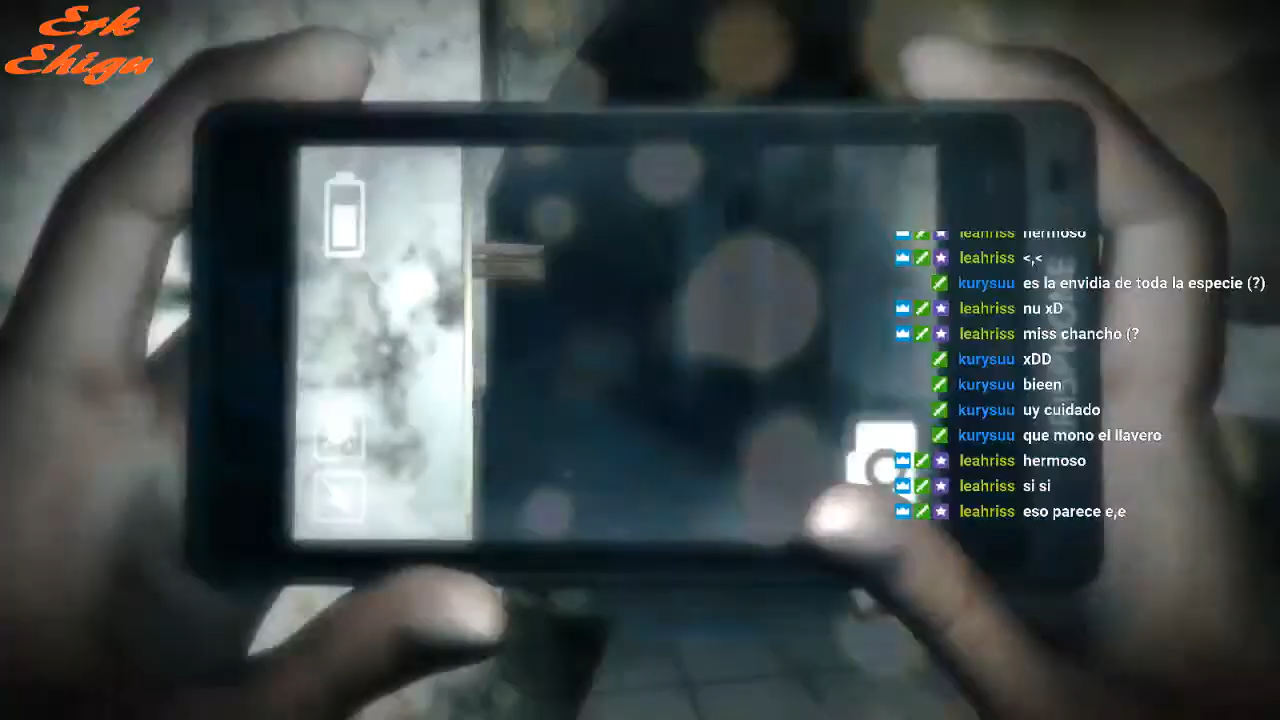 Erk
Ehigu
leahriss hermoso
leahriss <,<
kurysuu es la envidia de toda la especie (?)
leahriss nu xD
leahriss miss chancho (?
kurysuu xDD
kurysuu bieen
kurysuu uy cuidado
kurysuu que mono el llavero
leahriss hermoso
leahriss si si
leahriss eso parece e,e